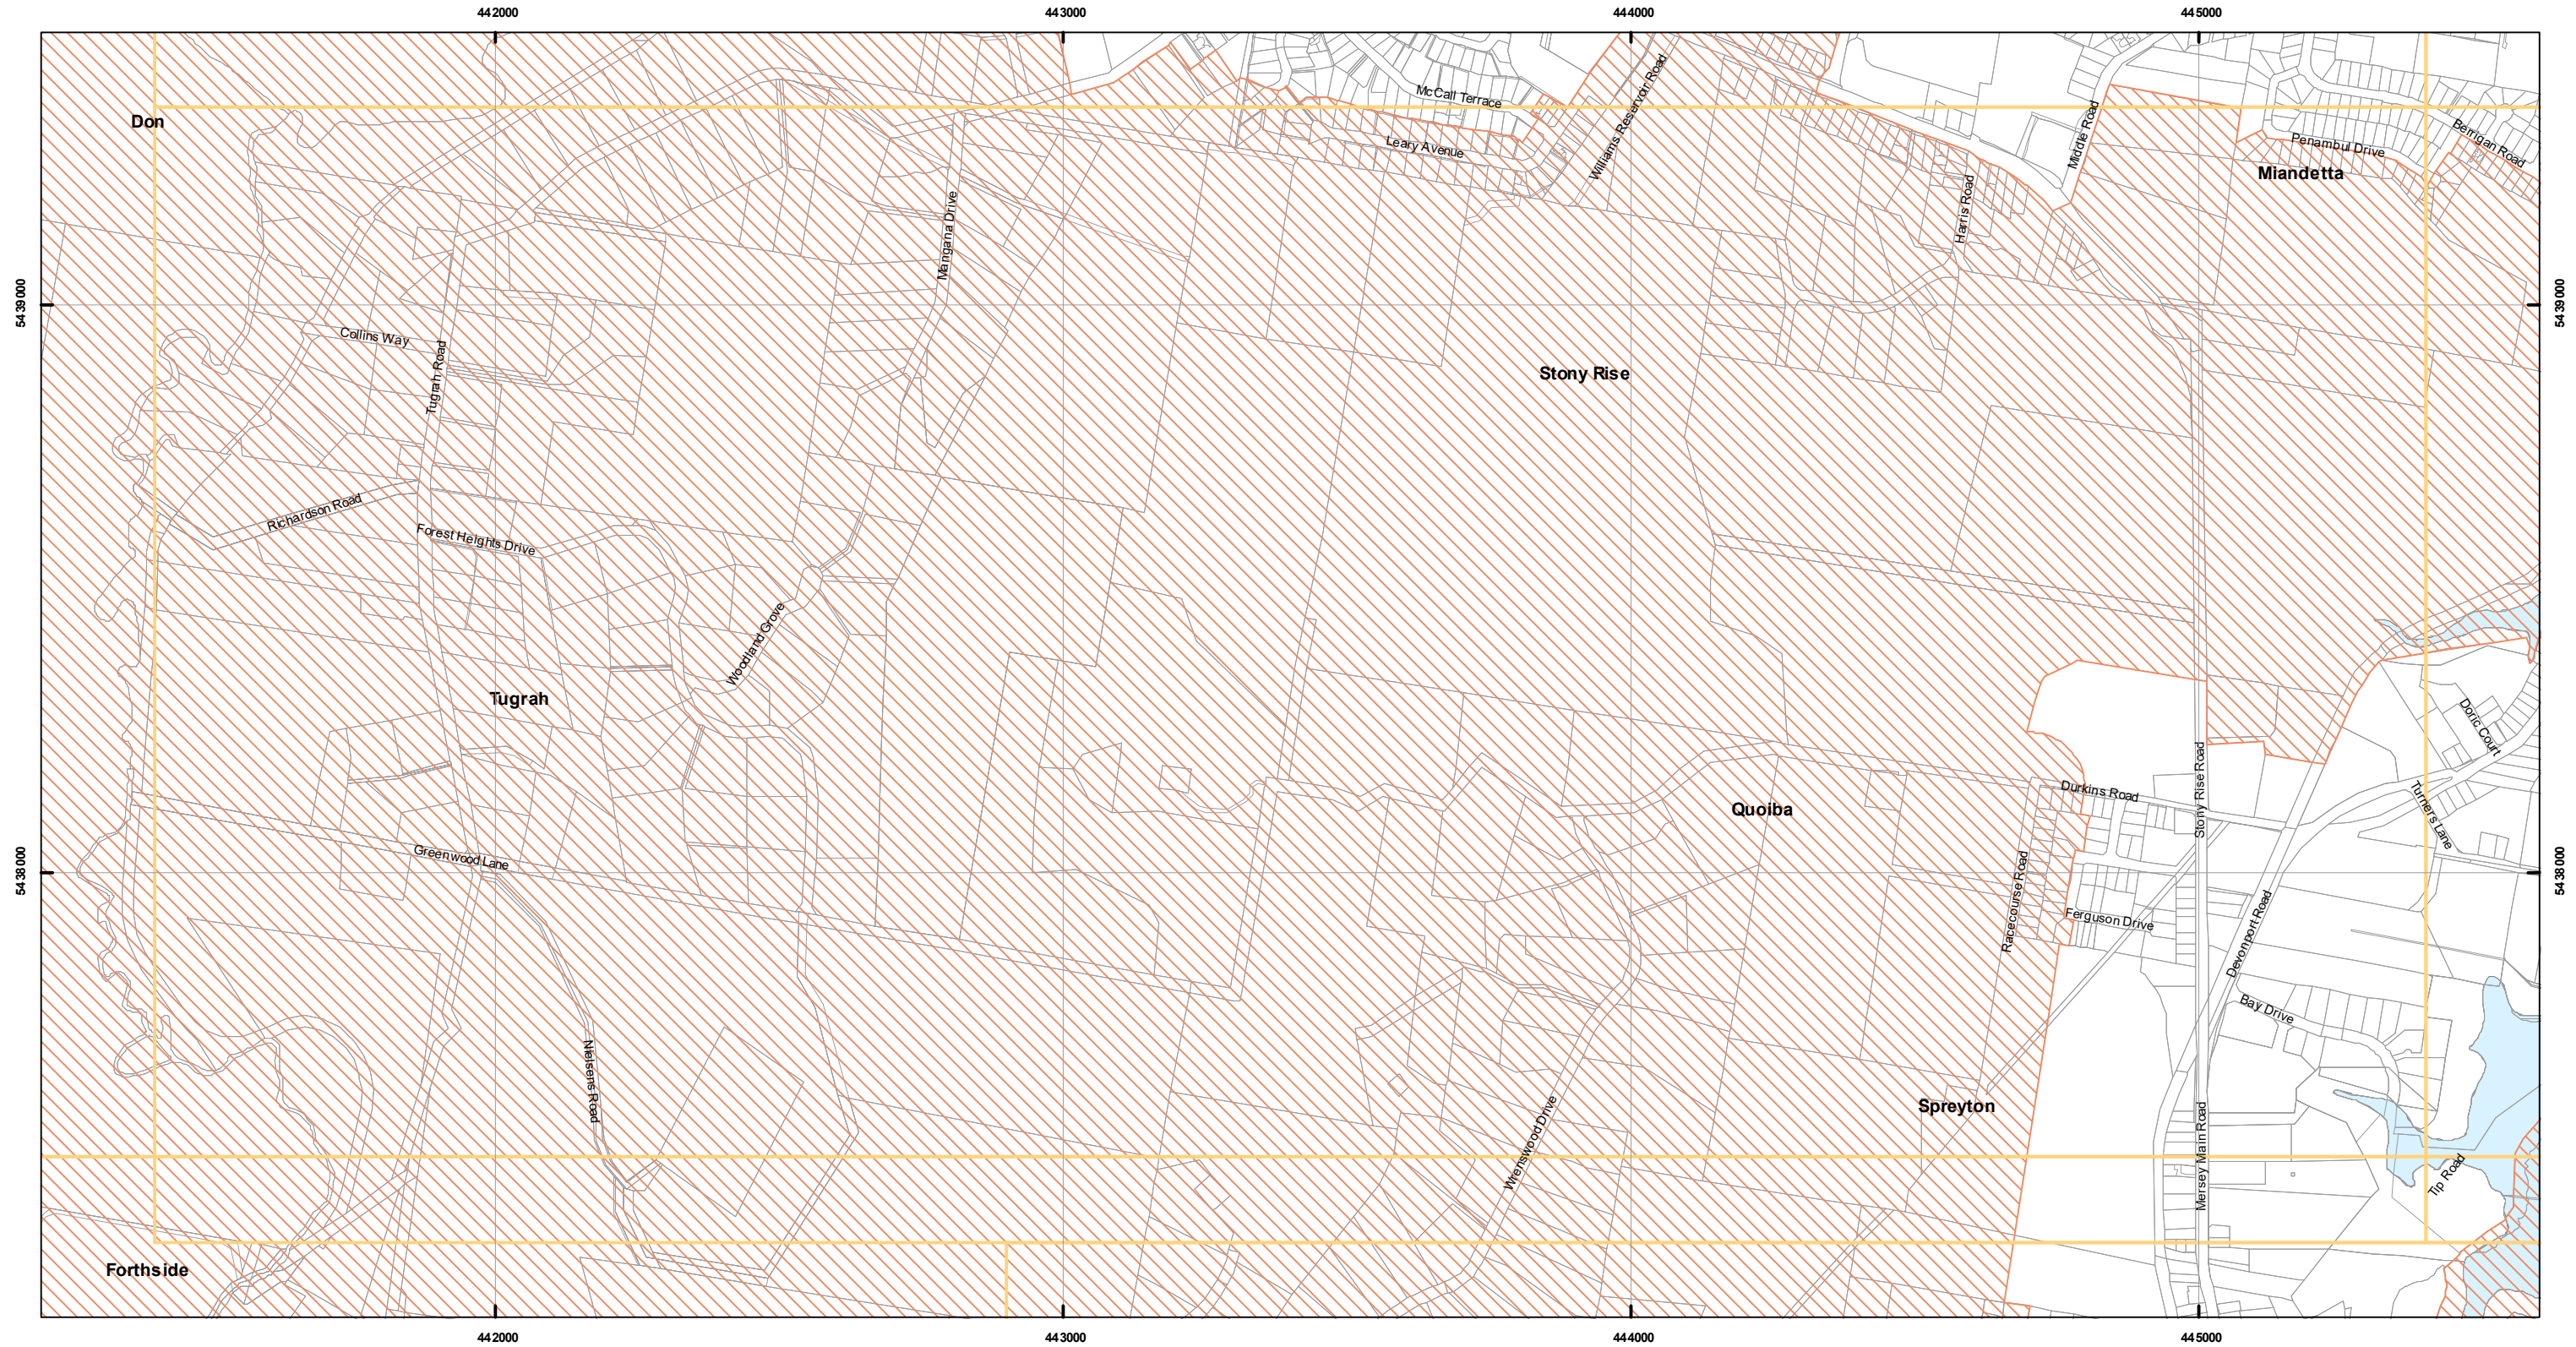 442000
443000
444000
445000
McCall Terrace
Williams Reservoir Road
Don
Middle Road
Berrigan Road
Penambul Drive
Leary Avenue
Miandetta
Harris Road
Mangana Drive
5439000
5439000
Collins Way
Tugrah Road
Stony Rise
Richardson Road
Forest Heights Drive
Woodland Grove
Tugrah
Doric Court
Stony Rise Road
Durkins Road
Quoiba
Turners Lane
Greenwood Lane
5438000
5438000
Racecourse Road
Ferguson Drive
Devonport Road
Bay Drive
Nielsens Road
Spreyton
Wrenswood Drive
Mersey Main Road
Tip Road
Forthside
442000
443000
444000
445000